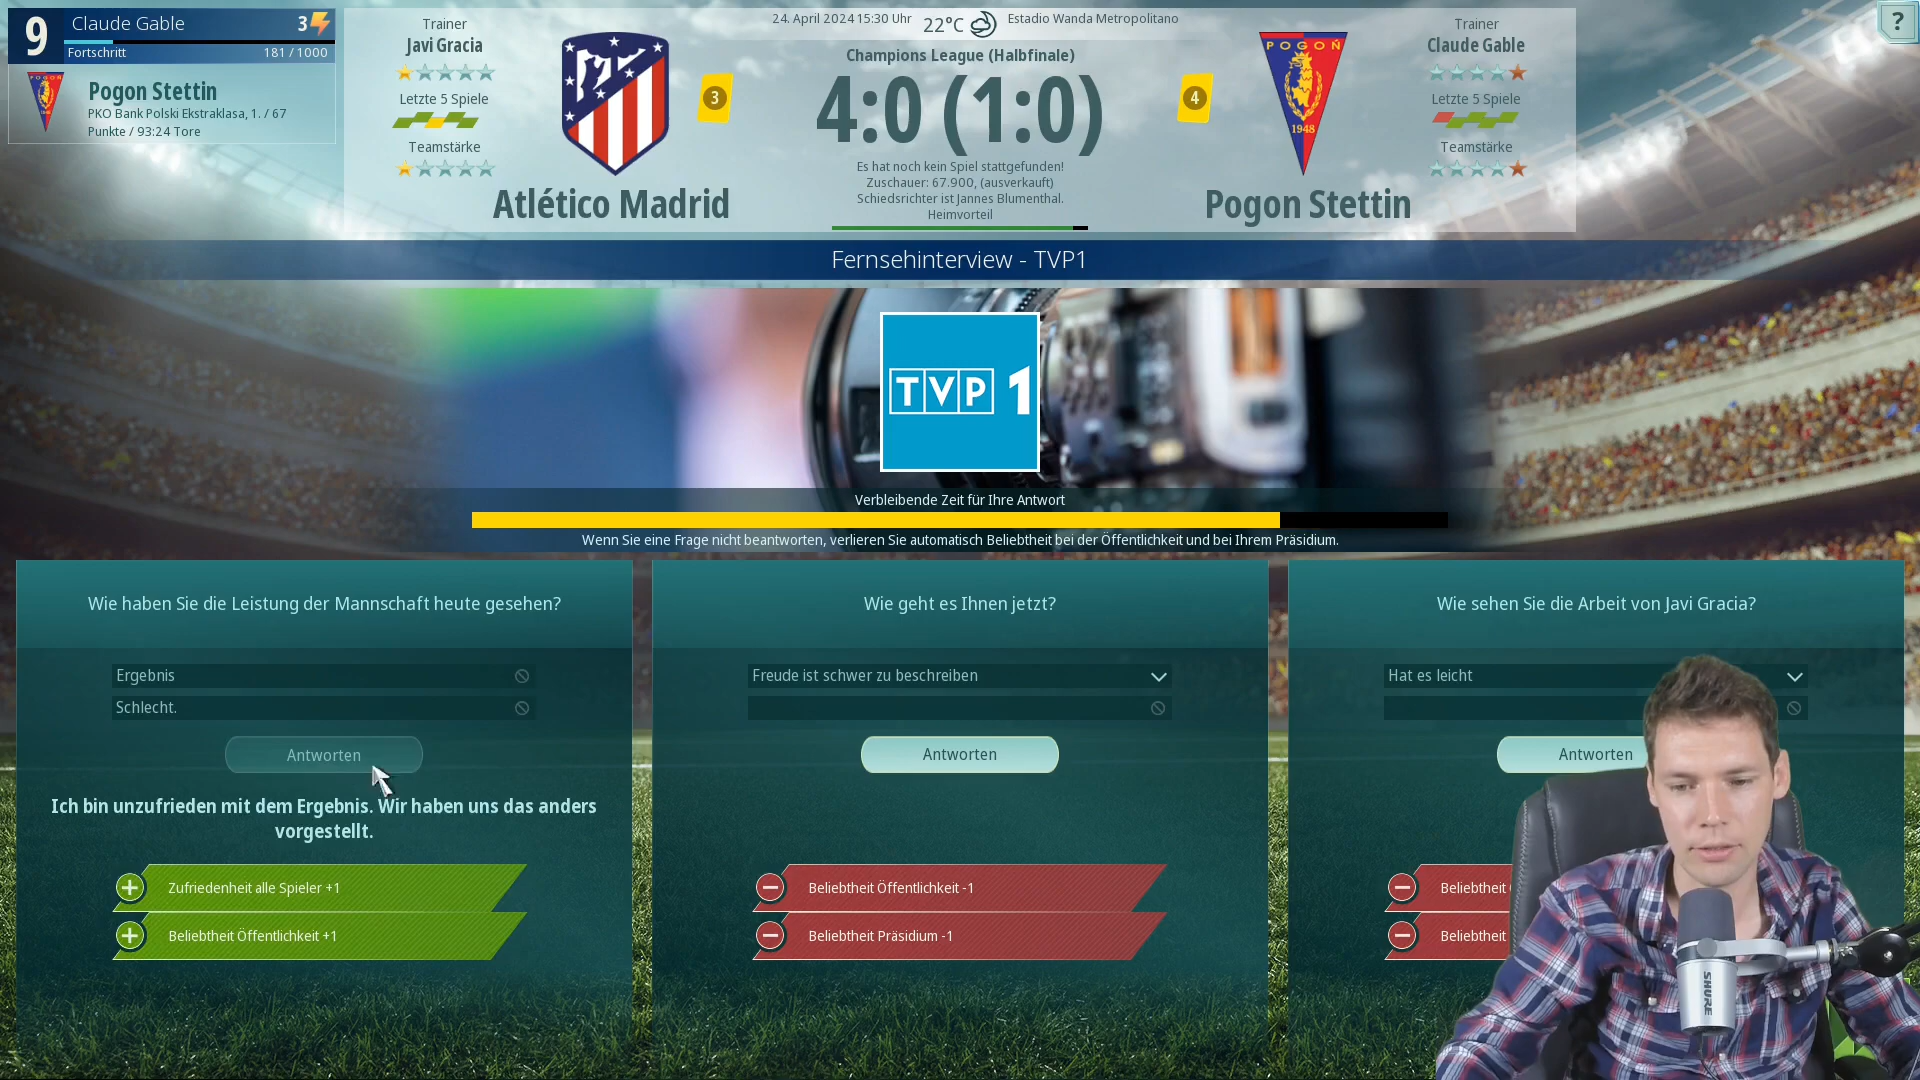 9
Claude Gable
3
Fortschritt
181 / 1000
POGOŃ
Pogon Stettin
PKO Bank Polski Ekstraklasa, 1. / 67
Punkte / 93:24 Tore
Trainer
Javi Gracia
Letzte 5 Spiele
Teamstärke
Atlético Madrid
3
24. April 2024 15:30 Uhr
22°C
Estadio Wanda Metropolitano
Champions League (Halbfinale)
4:0 (1:0)
Es hat noch kein Spiel stattgefunden!
Zuschauer: 67.900, (ausverkauft)
Schiedsrichter ist Jannes Blumenthal.
Heimvorteil
4
POGOŃ
1948
Pogon Stettin
Trainer
Claude Gable
Letzte 5 Spiele
Teamstärke
?
Fernsehinterview - TVP1
TVP 1
Verbleibende Zeit für Ihre Antwort
Wenn Sie eine Frage nicht beantworten, verlieren Sie automatisch Beliebtheit bei der Öffentlichkeit und bei Ihrem Präsidium.
Wie haben Sie die Leistung der Mannschaft heute gesehen?
Ergebnis
Schlecht.
Antworten
Ich bin unzufrieden mit dem Ergebnis. Wir haben uns das anders
vorgestellt.
Zufriedenheit alle Spieler +1
Beliebtheit Öffentlichkeit +1
Wie geht es Ihnen jetzt?
Freude ist schwer zu beschreiben
Antworten
Beliebtheit Öffentlichkeit -1
Beliebtheit Präsidium -1
Wie sehen Sie die Arbeit von Javi Gracia?
Hat es leicht
Antworten
Beliebtheit
Beliebtheit
SHURE